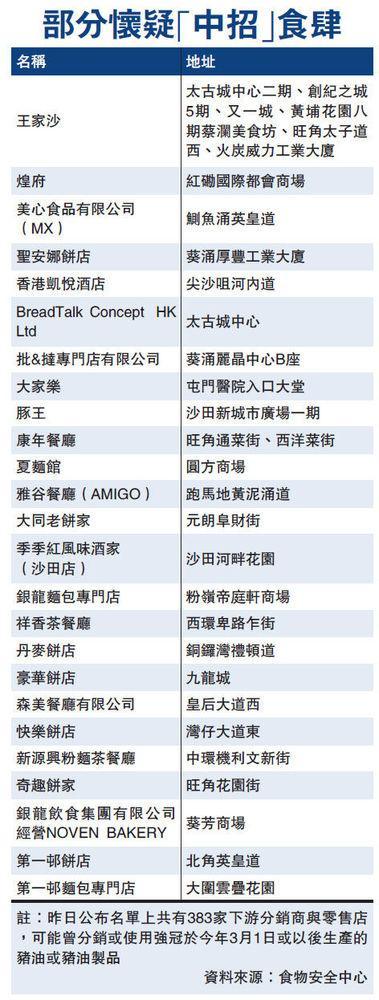 部分懷疑「中招」食肆
名稱 地址
王家沙 太古城中心二期、創紀之城
5期、又一城、黃埔花園八
期蔡瀾美食坊、旺角太子道
西、火炭威力工業大廈
煌府 紅磡國際都會商場
美心食品有限公司
（MX） 鰂魚涌英皇道
聖安娜餅店 葵涌厚豐工業大廈
香港凱悅酒店 尖沙咀河內道
BreadTalk Concept HK
Ltd 太古城中心
批&撻專門店有限公司 葵涌麗晶中心B座
大家樂 屯門醫院入口大堂
豚王 沙田新城市廣場一期
康年餐廳 旺角通菜街、西洋菜街
夏麵館 圓方商場
雅谷餐廳（AMIGO） 跑馬地黃泥涌道
大同老餅家 元朗阜財街
季季紅風味酒家
（沙田店） 沙田河畔花園
銀龍麵包專門店 粉嶺帝庭軒商場
祥香茶餐廳 西環卑路乍街
丹麥餅店 銅鑼灣禮頓道
豪華餅店 九龍城
森美餐廳有限公司 皇后大道西
快樂餅店 灣仔大道東
新源興粉麵茶餐廳 中環機利文新街
奇趣餅家 旺角花園街
銀龍飲食集團有限公司
經營NOVEN BAKERY 葵芳商場
第一邨餅店 北角英皇道
第一邨麵包專門店 大圍雲疊花園
註：昨日公布名單上共有383家下游分銷商與零售店
，可能曾分銷或使用強冠於今年3月1日或以後生產的
豬油或豬油製品
資料來源：食物安全中心